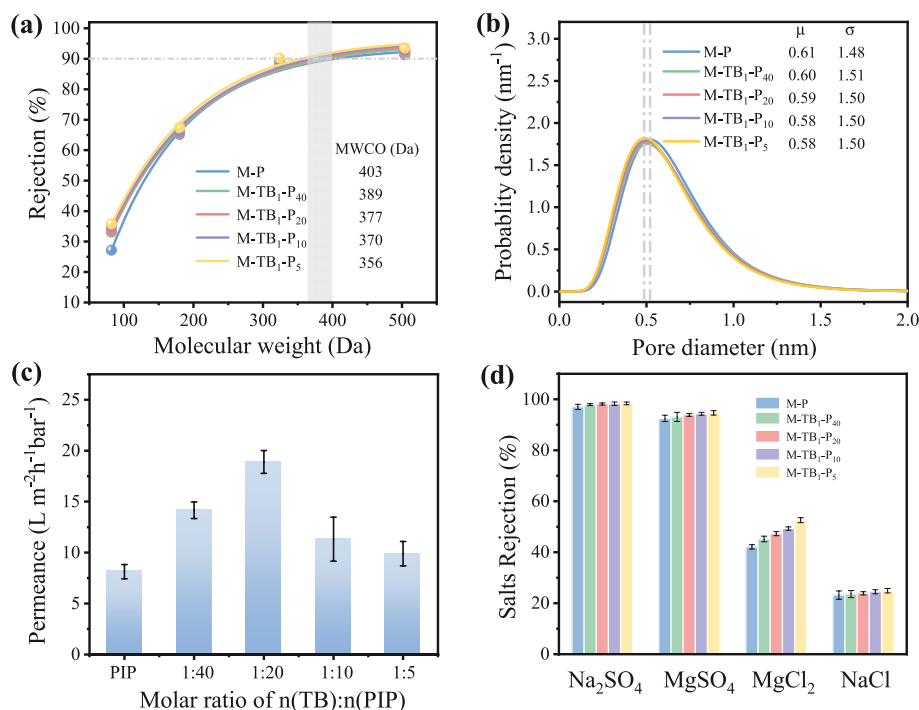 (a)
Rejection (%)
100
90
80
70
60
50
40
30
20
10
MWCO (Da)
M-P 403
M-TB₁-P₄₀ 389
M-TB₁-P₂₀ 377
M-TB₁-P₁₀ 370
M-TB₁-P₅ 356
100 200 300 400 500
Molecular weight (Da)
(b)
Probablity density (nm⁻¹)
3.0
2.5
2.0
1.5
1.0
0.5
0.0
μ σ
M-P 0.61 1.48
M-TB₁-P₄₀ 0.60 1.51
M-TB₁-P₂₀ 0.59 1.50
M-TB₁-P₁₀ 0.58 1.50
M-TB₁-P₅ 0.58 1.50
0.0 0.5 1.0 1.5 2.0
Pore diameter (nm)
(c)
Permeance (L m⁻²h⁻¹bar⁻¹)
25
20
15
10
5
0
PIP 1:40 1:20 1:10 1:5
Molar ratio of n(TB):n(PIP)
(d)
Salts Rejection (%)
100
80
60
40
20
0
M-P
M-TB₁-P₄₀
M-TB₁-P₂₀
M-TB₁-P₁₀
M-TB₁-P₅
Na₂SO₄ MgSO₄ MgCl₂ NaCl